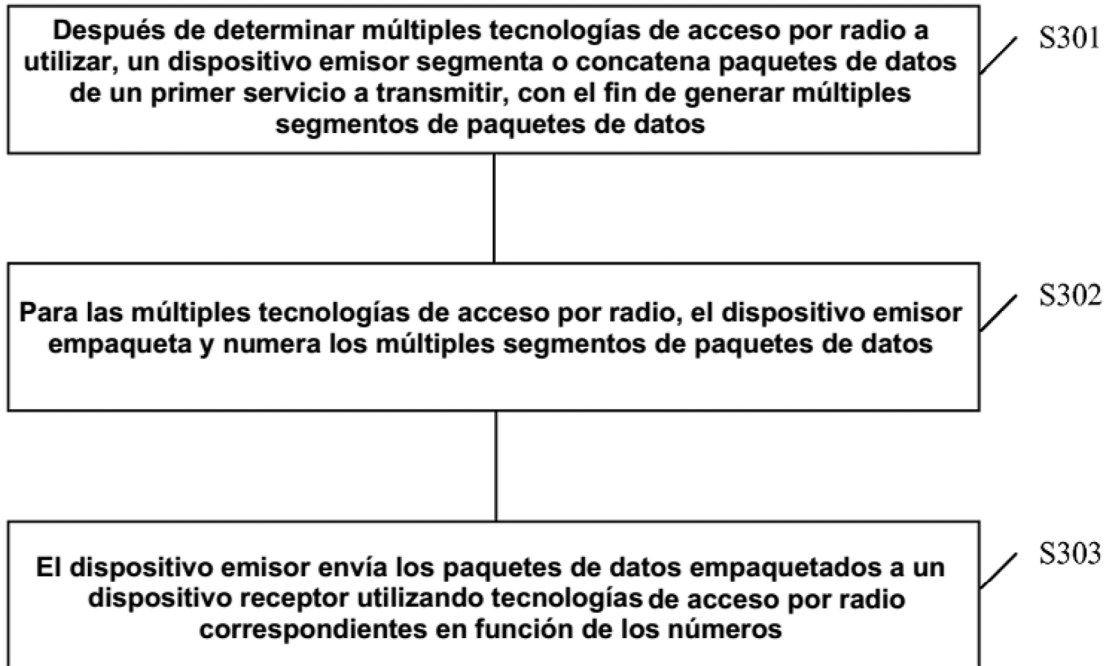 Después de determinar múltiples tecnologías de acceso por radio a
utilizar, un dispositivo emisor segmenta o concatena paquetes de datos
de un primer servicio a transmitir, con el fin de generar múltiples
segmentos de paquetes de datos
S301
Para las múltiples tecnologías de acceso por radio, el dispositivo emisor
empaqueta y numera los múltiples segmentos de paquetes de datos
S302
El dispositivo emisor envía los paquetes de datos empaquetados a un
dispositivo receptor utilizando tecnologías de acceso por radio
correspondientes en función de los números
S303